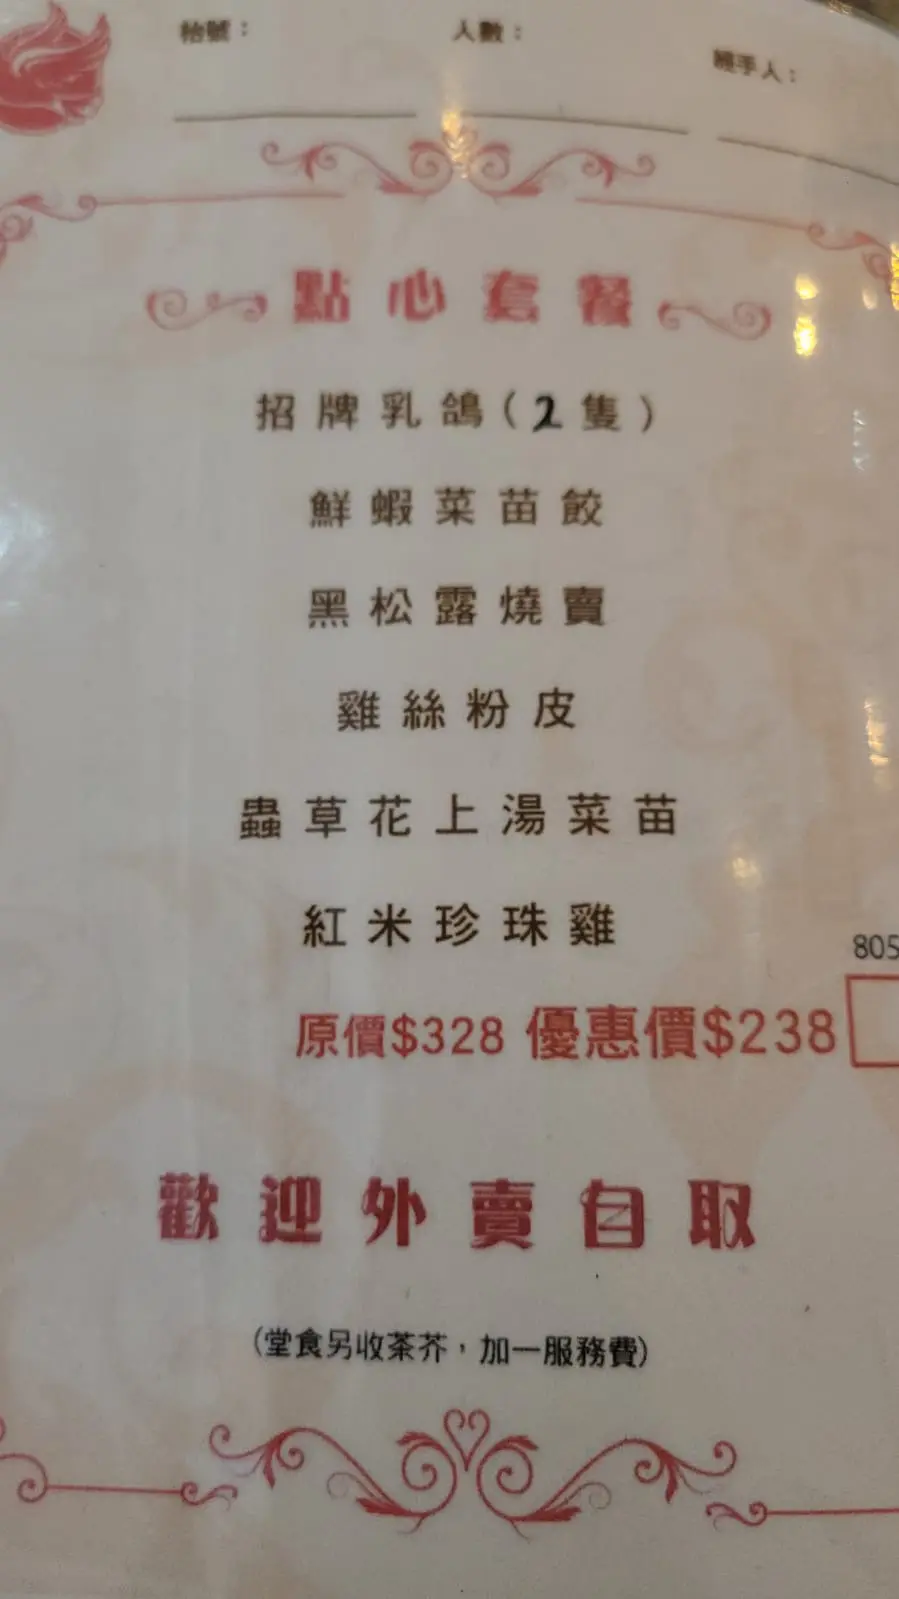 枱號：
人數：
經手人：
點心套餐
招牌乳鴿(2隻)
鮮蝦菜苗餃
黑松露燒賣
雞絲粉皮
蟲草花上湯菜苗
紅米珍珠雞
805
原價$328 優惠價$238
歡迎外賣自取
(堂食另收茶芥，加一服務費)